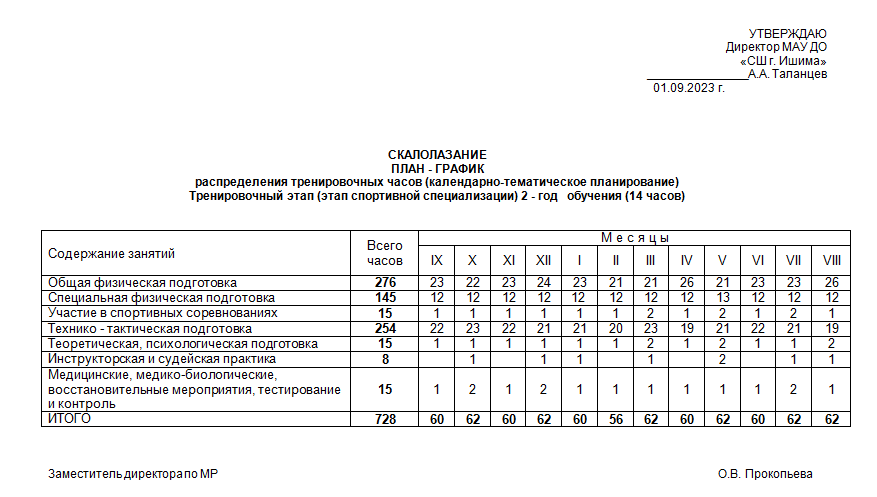 УТВЕРЖДАЮ
Директор МАУ ДО
«СШ г. Ишима»
_______________А.А. Таланцев
01.09.2023 г.
СКАЛОЛАЗАНИЕ
ПЛАН - ГРАФИК
распределения тренировочных часов (календарно-тематическое планирование)
Тренировочный этап (этап спортивной специализации) 2 - год обучения (14 часов)
Содержание занятий Всего часов М е с я ц ы
IX X XI XII I II III IV V VI VII VIII
Общая физическая подготовка 276 23 22 23 24 23 21 21 26 21 23 23 26
Специальная физическая подготовка 145 12 12 12 12 12 12 12 12 13 12 12 12
Участие в спортивных соревнованиях 15 1 1 1 1 1 1 2 1 2 1 2 1
Технико - тактическая подготовка 254 22 23 22 21 21 20 23 19 21 22 21 19
Теоретическая, психологическая подготовка 15 1 1 1 1 1 1 2 1 2 1 1 2
Инструкторская и судейская практика 8 1 1 1 1 2 1 1
Медицинские, медико-биологические,
восстановительные мероприятия, тестирование 15 1 2 1 2 1 1 1 1 1 1 2 1
и контроль
ИТОГО 728 60 62 60 62 60 56 62 60 62 60 62 62
Заместитель директора по МР О.В. Прокопьева